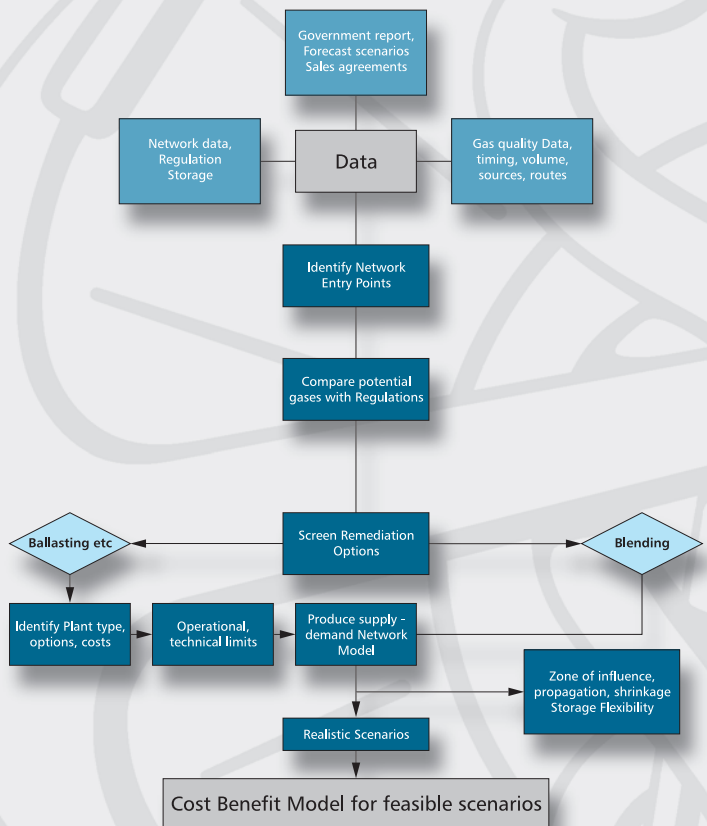 Government report,
Forecast scenarios
Sales agreements
Network data,
Regulation
Storage
Data
Gas quality Data,
timing, volume,
sources, routes
Identify Network
Entry Points
Compare potential
gases with Regulations
Ballasting etc
Screen Remediation
Options
Blending
Identify Plant type,
options, costs
Operational,
technical limits
Produce supply -
demand Network
Model
Zone of influence,
propagation, shrinkage
Storage Flexibility
Realistic Scenarios
Cost Benefit Model for feasible scenarios